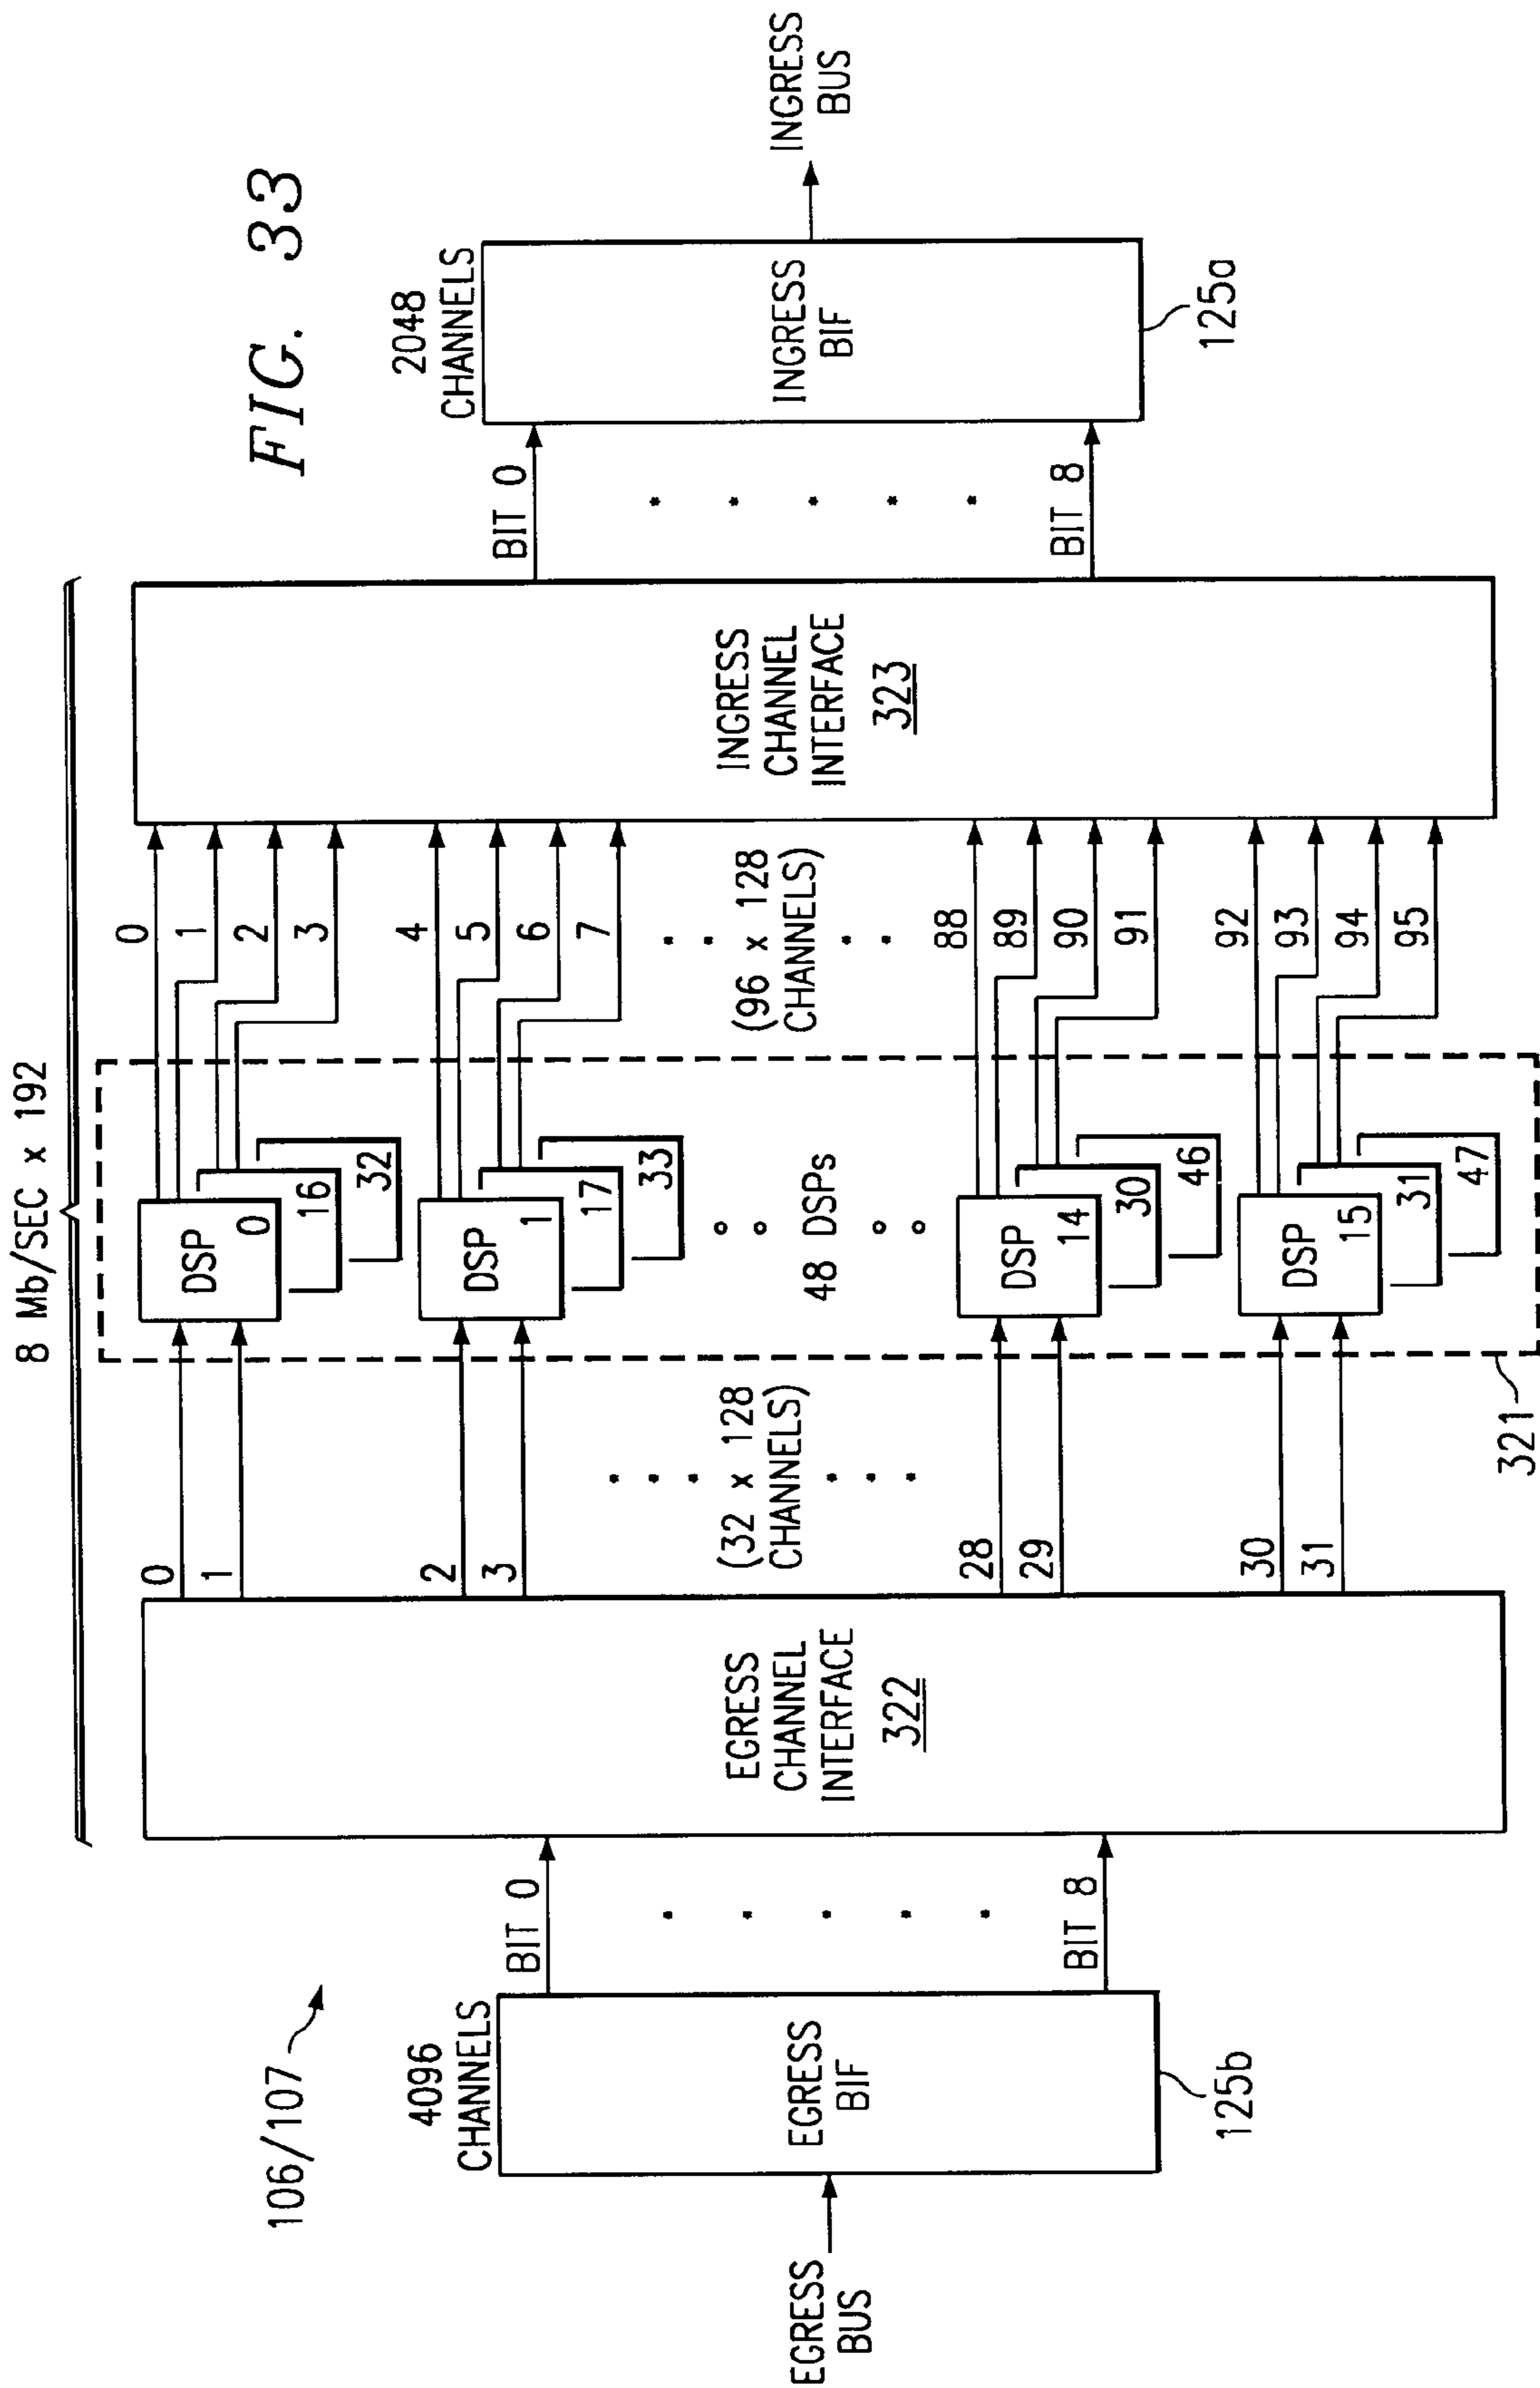 FIG. 33
106/107
8 Mb/SEC x 192
EGRESS
BUS
4096
CHANNELS
EGRESS
BIF
125b
BIT 0
BIT 8
EGRESS
CHANNEL
INTERFACE
322
0
1
2
3
(32 x 128
CHANNELS)
28
29
30
31
DSP
0
16
32
DSP
1
17
33
48 DSPs
DSP
14
30
46
DSP
15
31
47
321
0
1
2
3
4
5
6
7
(96 x 128
CHANNELS)
88
89
90
91
92
93
94
95
INGRESS
CHANNEL
INTERFACE
323
BIT 0
BIT 8
2048
CHANNELS
INGRESS
BIF
125a
INGRESS
BUS